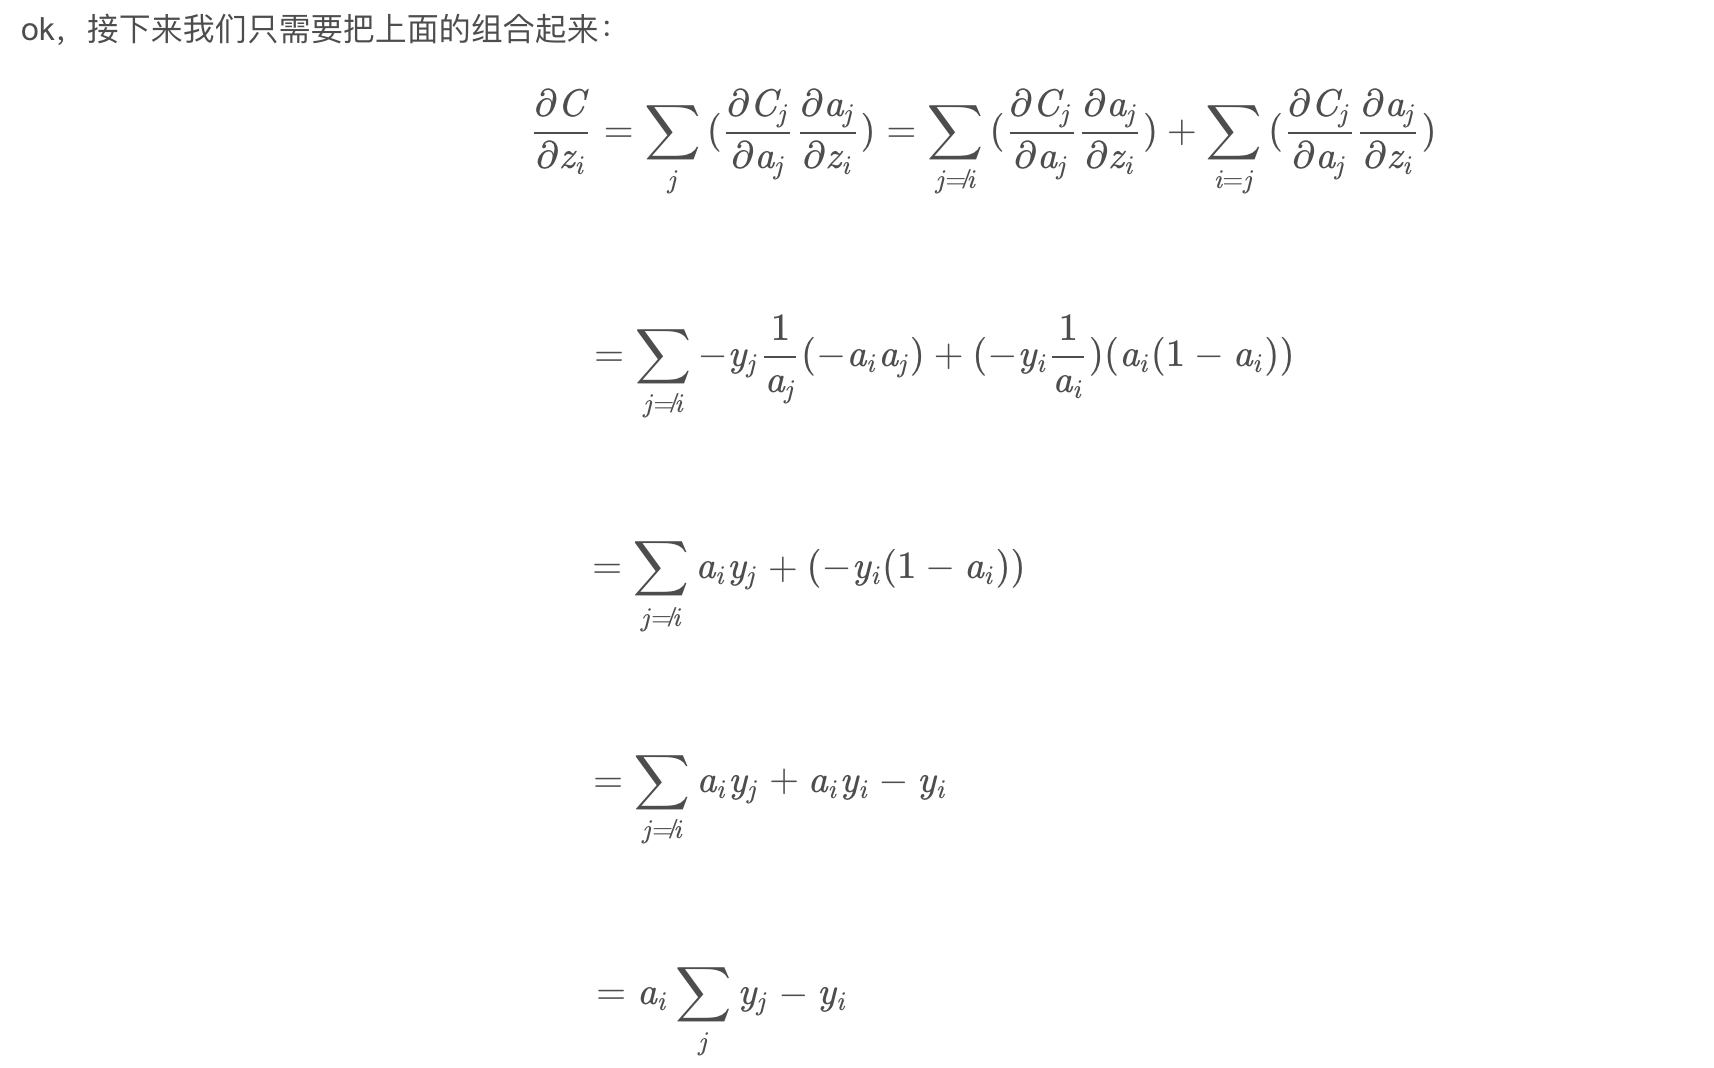 ok，接下来我们只需要把上面的组合起来：
\frac{\partial C}{\partial z_i} = \sum_j (\frac{\partial C_j}{\partial a_j} \frac{\partial a_j}{\partial z_i}) = \sum_{j \neq i} (\frac{\partial C_j}{\partial a_j} \frac{\partial a_j}{\partial z_i}) + \sum_{i=j} (\frac{\partial C_j}{\partial a_j} \frac{\partial a_j}{\partial z_i})
= \sum_{j \neq i} -y_j \frac{1}{a_j} (-a_i a_j) + (-y_i \frac{1}{a_i})(a_i(1 - a_i))
= \sum_{j \neq i} a_i y_j + (-y_i(1 - a_i))
= \sum_{j \neq i} a_i y_j + a_i y_i - y_i
= a_i \sum_j y_j - y_i